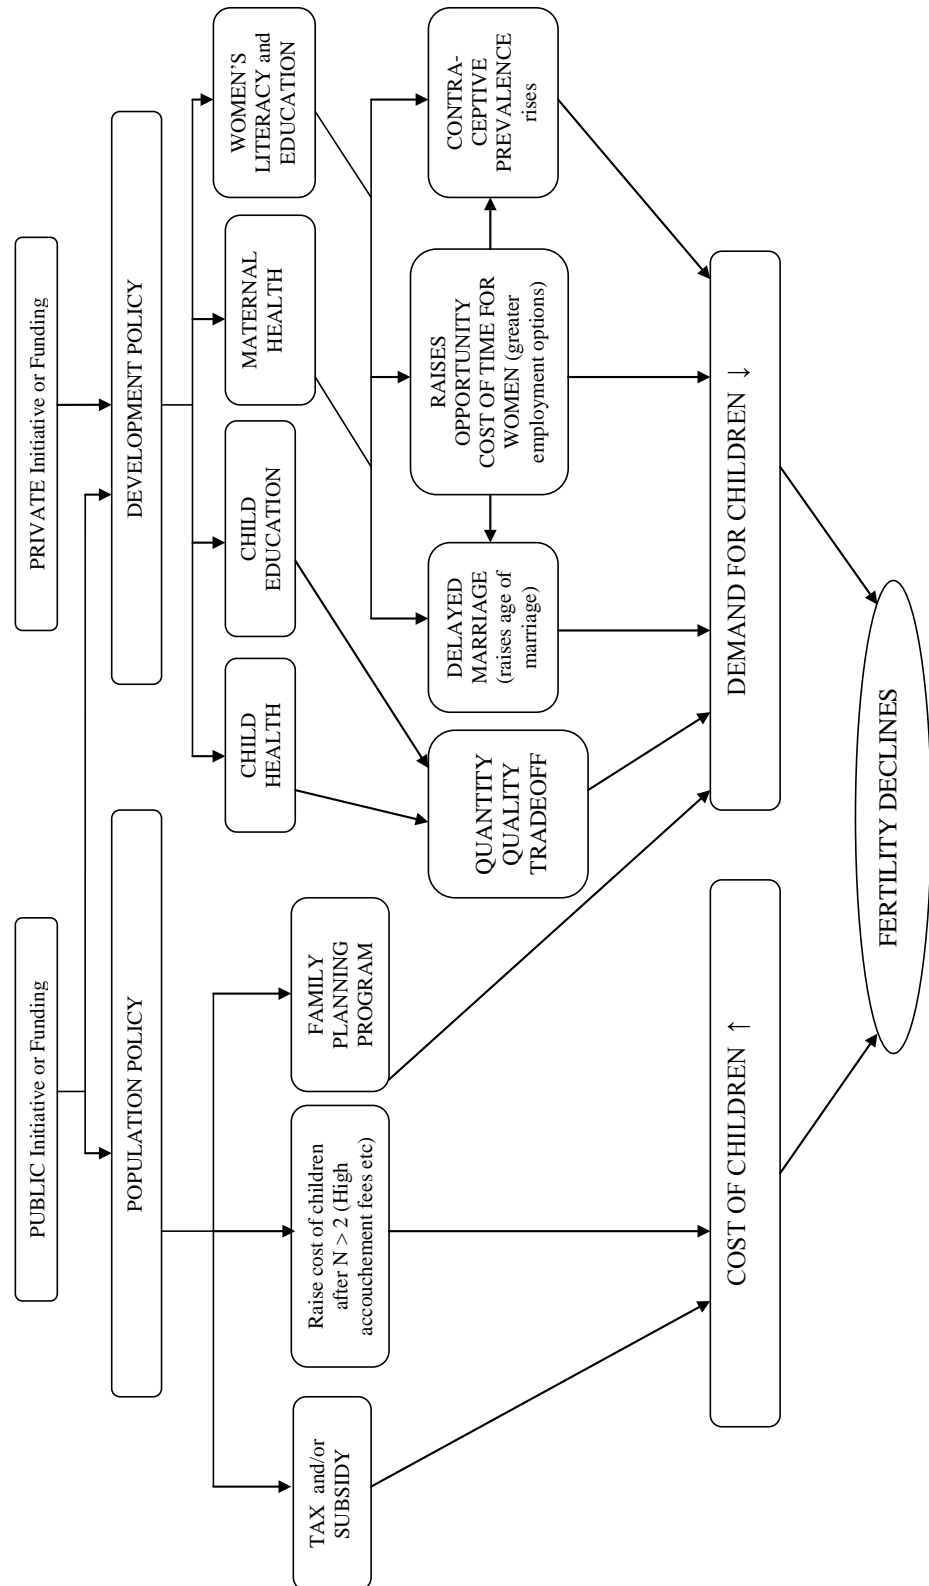 PUBLIC Initiative or Funding
PRIVATE Initiative or Funding
POPULATION POLICY
DEVELOPMENT POLICY
TAX and/or
SUBSIDY
Raise cost of children
after N > 2 (High
accouchement fees etc)
FAMILY
PLANNING
PROGRAM
CHILD
HEALTH
CHILD
EDUCATION
MATERNAL
HEALTH
WOMEN'S
LITERACY and
EDUCATION
QUANTITY
QUALITY
TRADEOFF
DELAYED
MARRIAGE
(raises age of
marriage)
RAISES
OPPORTUNITY
COST OF TIME FOR
WOMEN (greater
employment options)
CONTRA-
CEPTIVE
PREVALENCE
rises
COST OF CHILDREN ↑
DEMAND FOR CHILDREN ↓
FERTILITY DECLINES